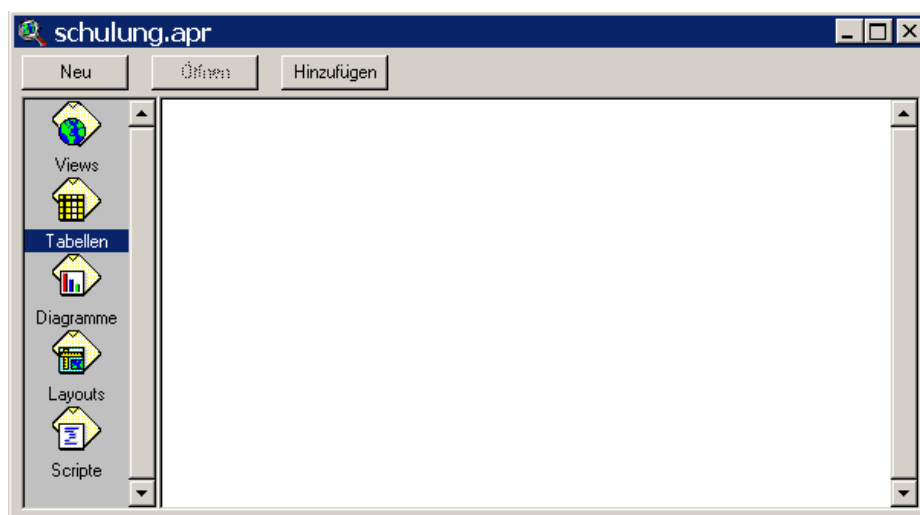 schulung.apr
Neu Öffnen Hinzufügen
Views
Tabellen
Diagramme
Layouts
Scripte